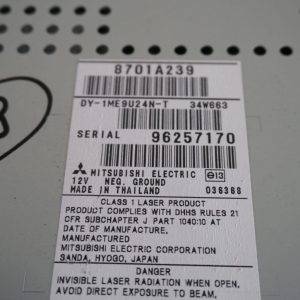 8701A239
DY-1ME9U24N-T 34W663
SERIAL 96257170
MITSUBISHI ELECTRIC
12V NEG. GROUND
MADE IN THAILAND 036368
CLASS 1 LASER PRODUCT
PRODUCT COMPLIES WITH DHHS RULES 21
CFR SUBCHAPTER J PART 1040:10 AT
DATE OF MANUFACTURE.
MANUFACTURED
MITSUBISHI ELECTRIC CORPORATION
SANDA, HYOGO, JAPAN
DANGER
INVISIBLE LASER RADIATION WHEN OPEN.
AVOID DIRECT EXPOSURE TO BEAM.